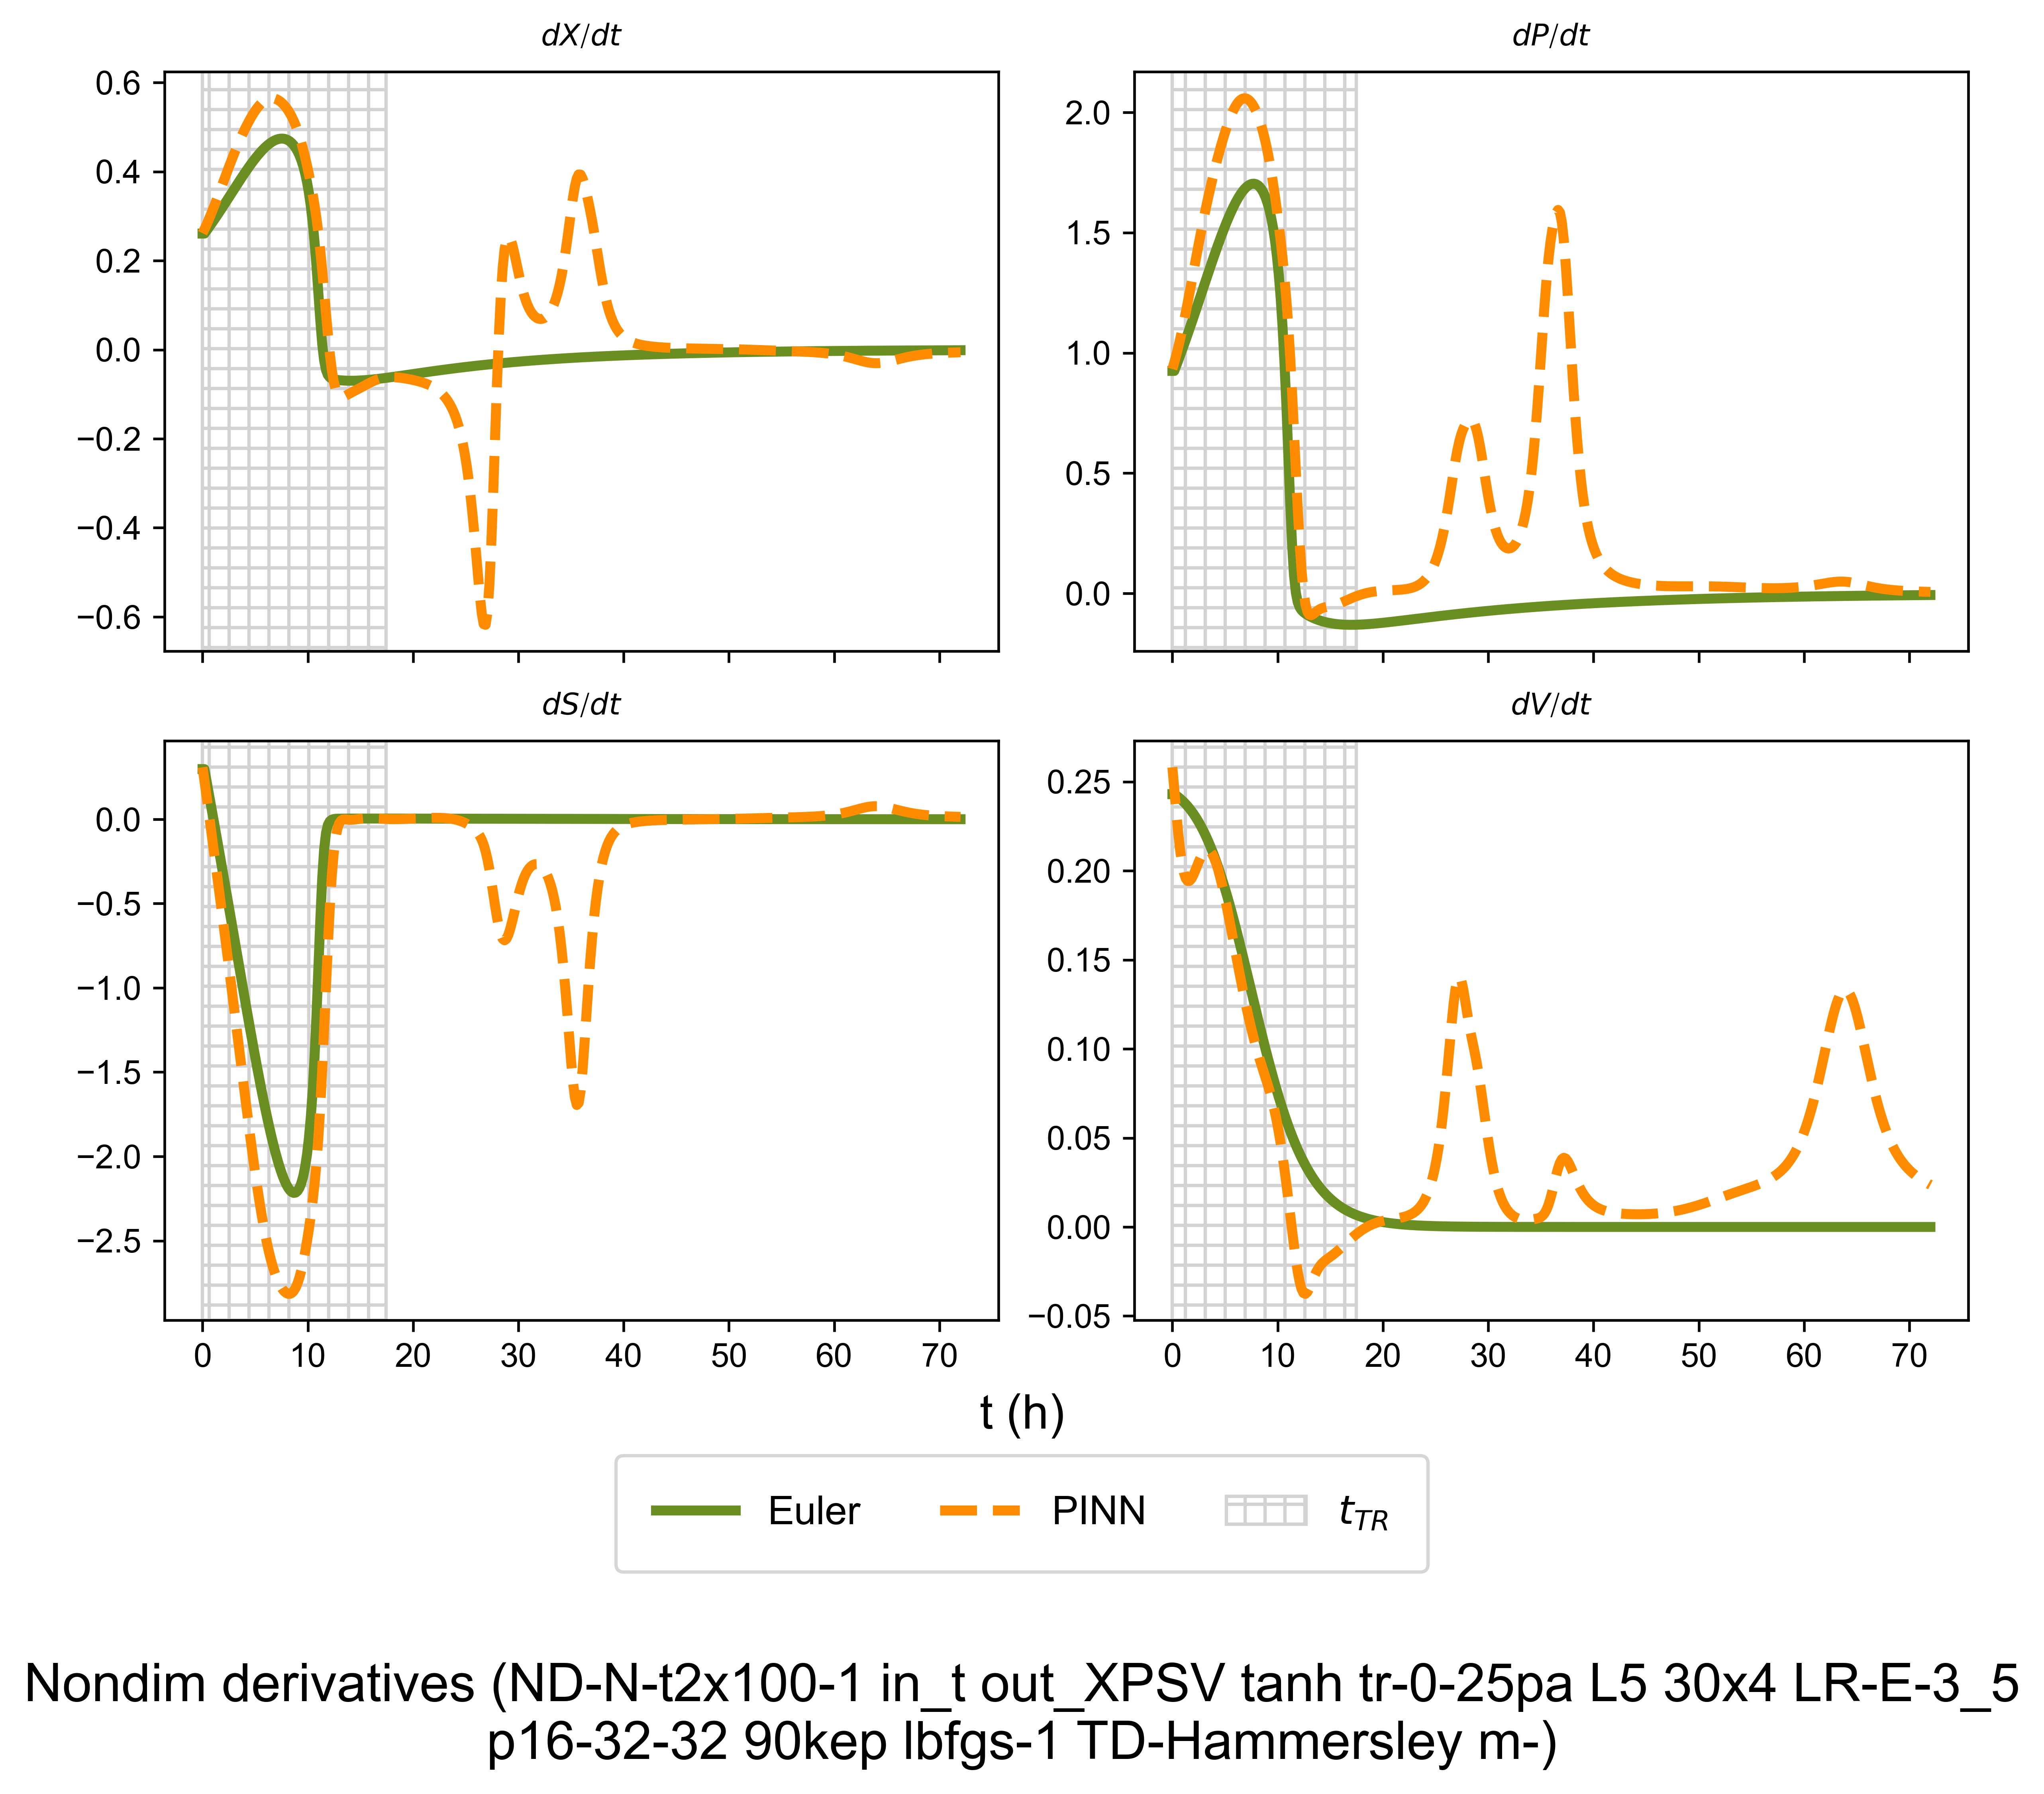 dX/dt
dP/dt
0.6
0.4
0.2
0.0
−0.2
−0.4
−0.6
2.0
1.5
1.0
0.5
0.0
dS/dt
dV/dt
0.0
−0.5
−1.0
−1.5
−2.0
−2.5
0.25
0.20
0.15
0.10
0.05
0.00
−0.05
0 10 20 30 40 50 60 70
0 10 20 30 40 50 60 70
t (h)
Euler PINN t_TR
Nondim derivatives (ND-N-t2x100-1 in_t out_XPSV tanh tr-0-25pa L5 30x4 LR-E-3_5
p16-32-32 90kep lbfgs-1 TD-Hammersley m-)